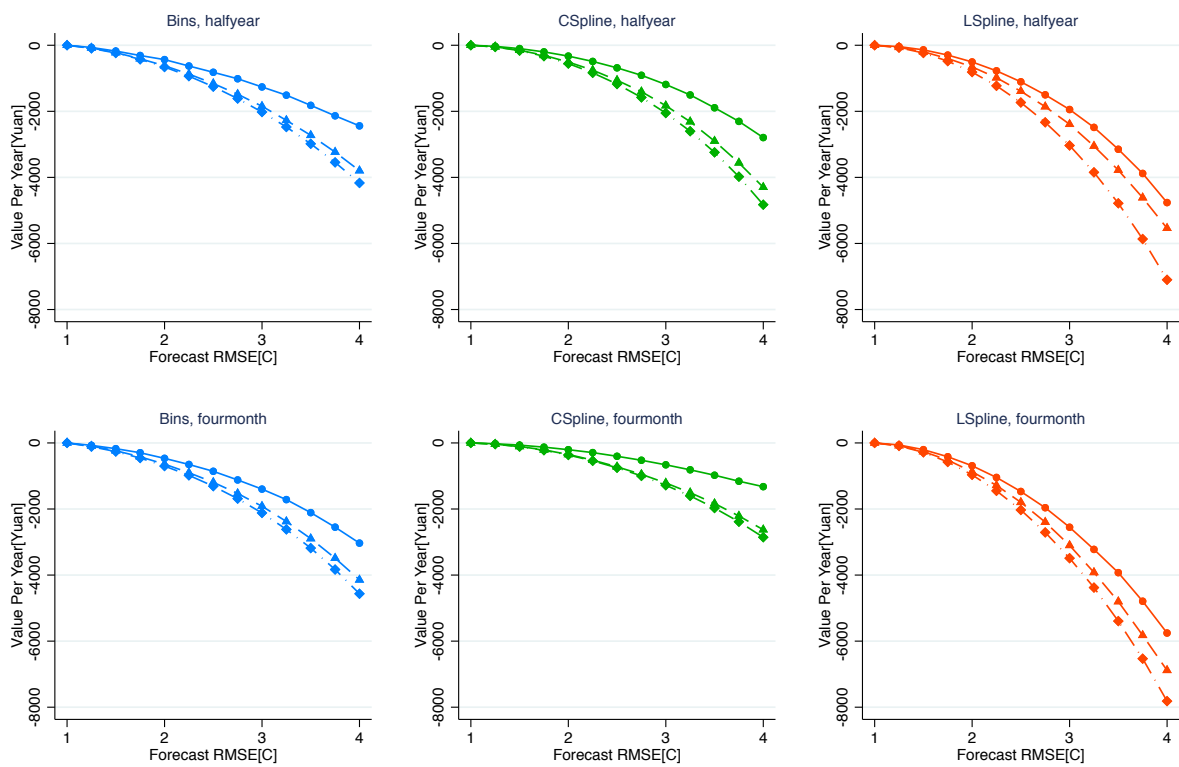 Bins, halfyear
Value Per Year[Yuan]
0
-2000
-4000
-6000
-8000
1 2 3 4
Forecast RMSE[C]
CSpline, halfyear
Value Per Year[Yuan]
0
-2000
-4000
-6000
-8000
1 2 3 4
Forecast RMSE[C]
LSpline, halfyear
Value Per Year[Yuan]
0
-2000
-4000
-6000
-8000
1 2 3 4
Forecast RMSE[C]
Bins, fourmonth
Value Per Year[Yuan]
0
-2000
-4000
-6000
-8000
1 2 3 4
Forecast RMSE[C]
CSpline, fourmonth
Value Per Year[Yuan]
0
-2000
-4000
-6000
-8000
1 2 3 4
Forecast RMSE[C]
LSpline, fourmonth
Value Per Year[Yuan]
0
-2000
-4000
-6000
-8000
1 2 3 4
Forecast RMSE[C]